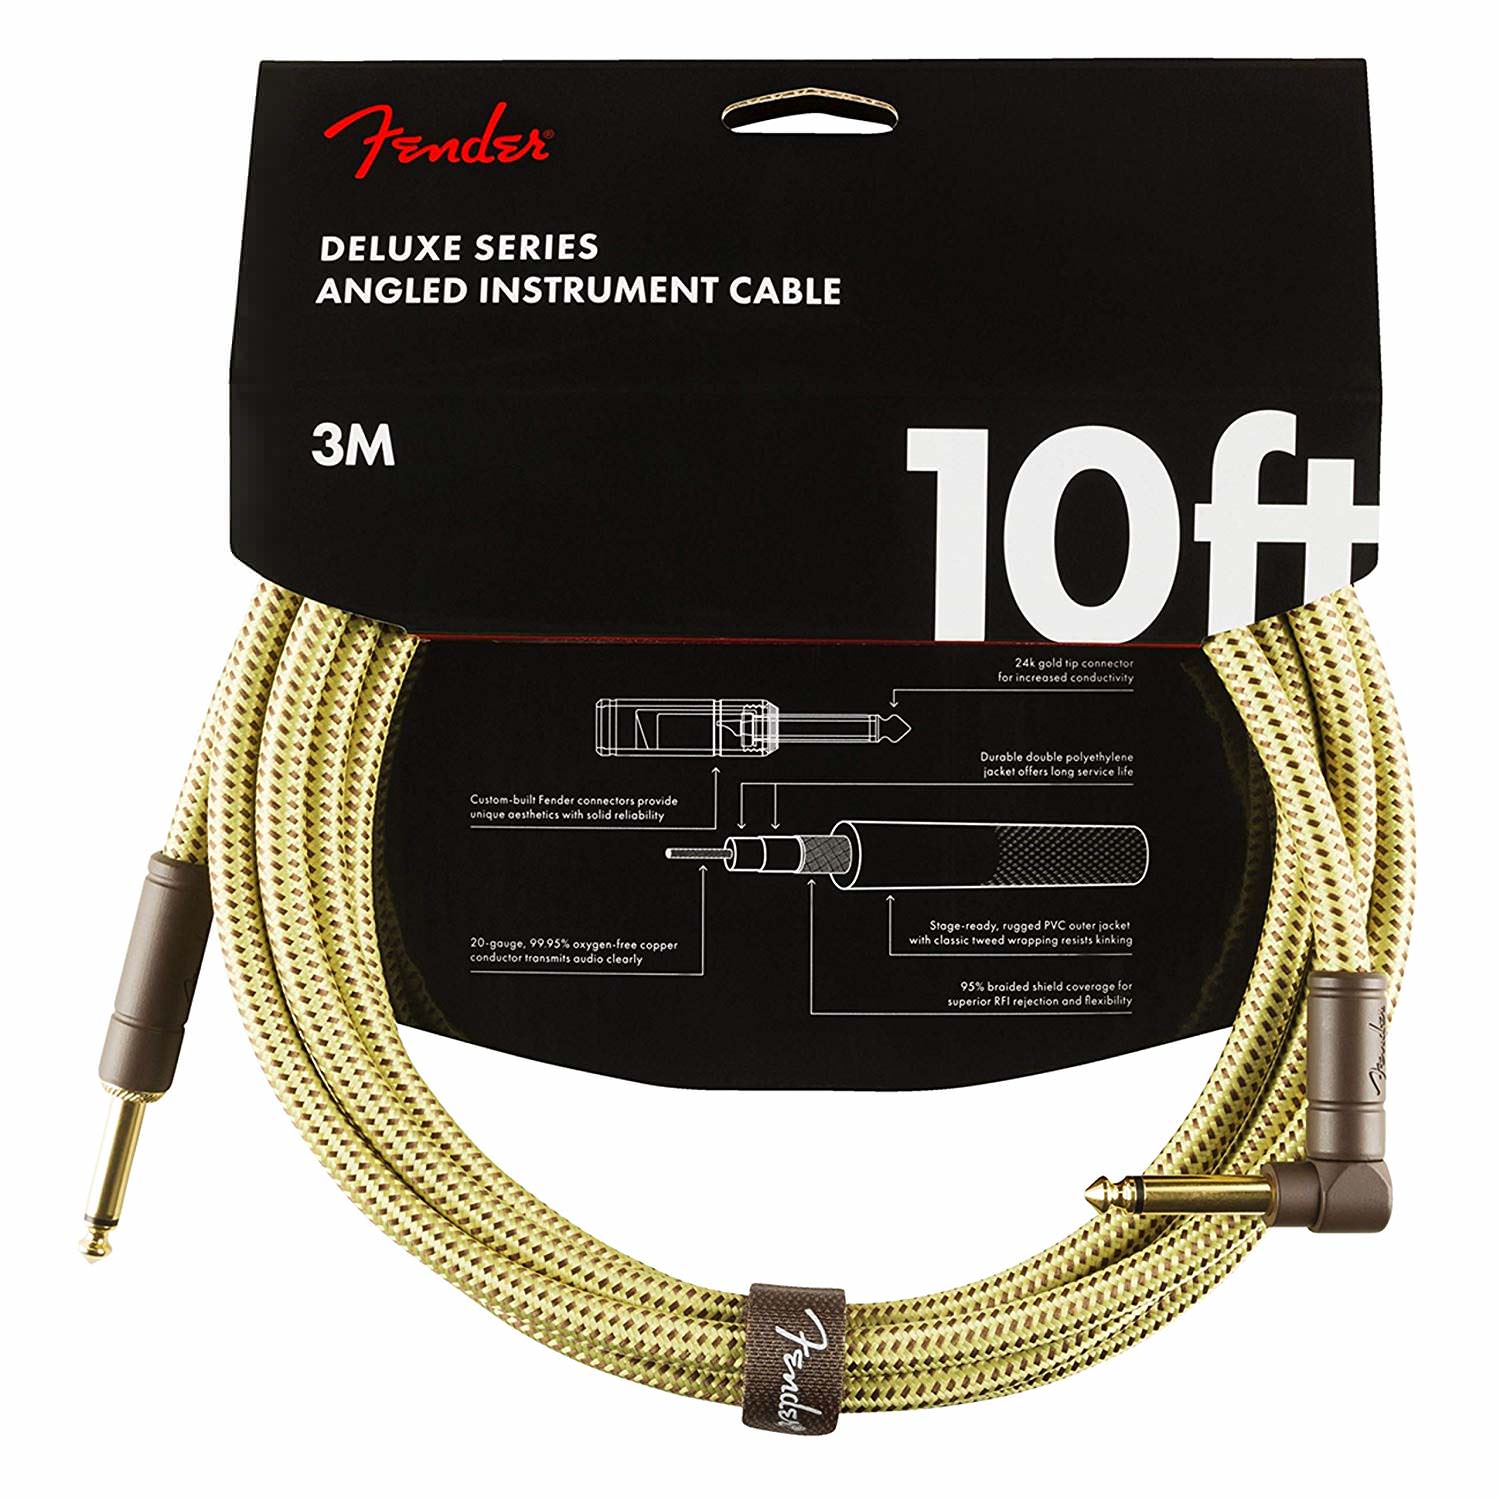 Fender®
DELUXE SERIES
ANGLED INSTRUMENT CABLE
3M
10ft
24k gold tip connector
for increased conductivity
Durable double polyethylene
jacket offers long service life
Custom-built Fender connectors provide
unique aesthetics with solid reliability
20-gauge, 99.95% oxygen-free copper
conductor transmits audio clearly
Stage-ready, rugged PVC outer jacket
with classic tweed wrapping resists kinking
95% braided shield coverage for
superior RFI rejection and flexibility
Fender
Fender